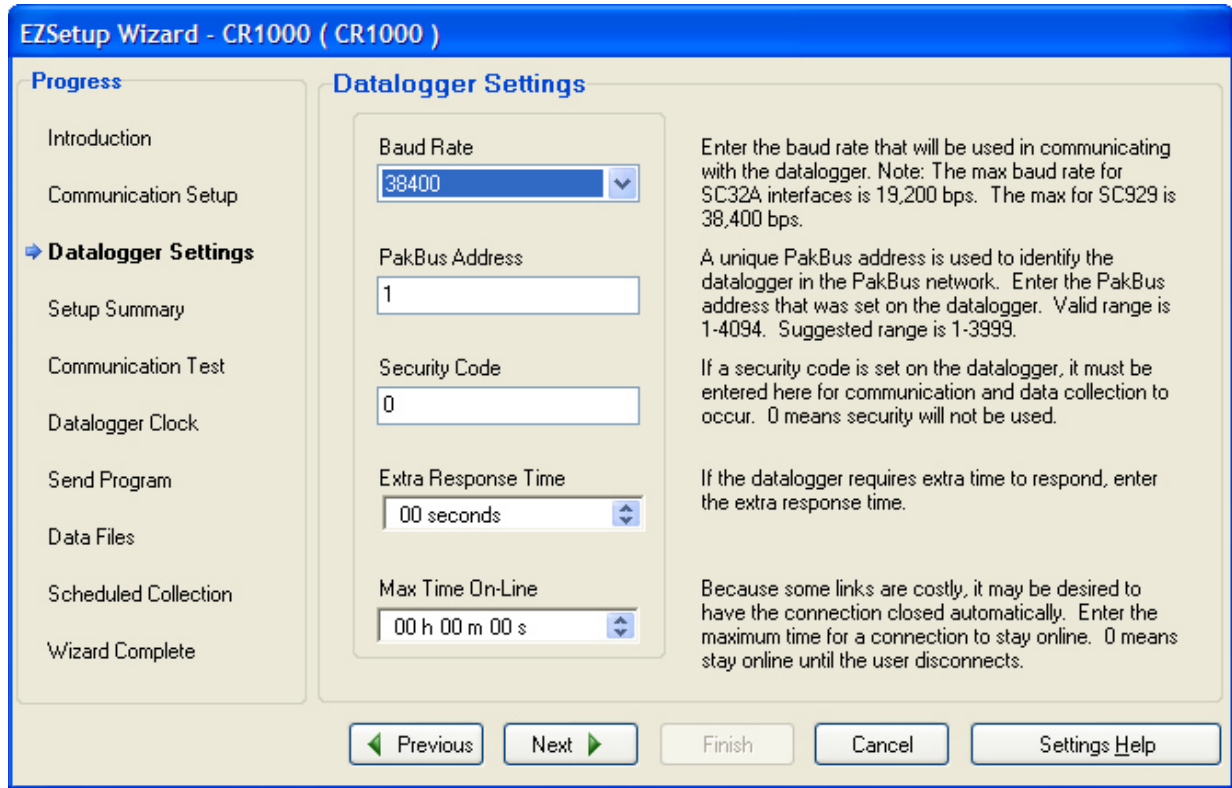 EZSetup Wizard - CR1000 ( CR1000 )
Progress
Introduction
Communication Setup
Datalogger Settings
Setup Summary
Communication Test
Datalogger Clock
Send Program
Data Files
Scheduled Collection
Wizard Complete
Datalogger Settings
Baud Rate
38400
Enter the baud rate that will be used in communicating
with the datalogger. Note: The max baud rate for
SC32A interfaces is 19,200 bps. The max for SC929 is
38,400 bps.
PakBus Address
1
A unique PakBus address is used to identify the
datalogger in the PakBus network. Enter the PakBus
address that was set on the datalogger. Valid range is
1-4094. Suggested range is 1-3999.
Security Code
0
If a security code is set on the datalogger, it must be
entered here for communication and data collection to
occur. 0 means security will not be used.
Extra Response Time
00 seconds
If the datalogger requires extra time to respond, enter
the extra response time.
Max Time On-Line
00 h 00 m 00 s
Because some links are costly, it may be desired to
have the connection closed automatically. Enter the
maximum time for a connection to stay online. 0 means
stay online until the user disconnects.
Previous
Next
Finish
Cancel
Settings Help